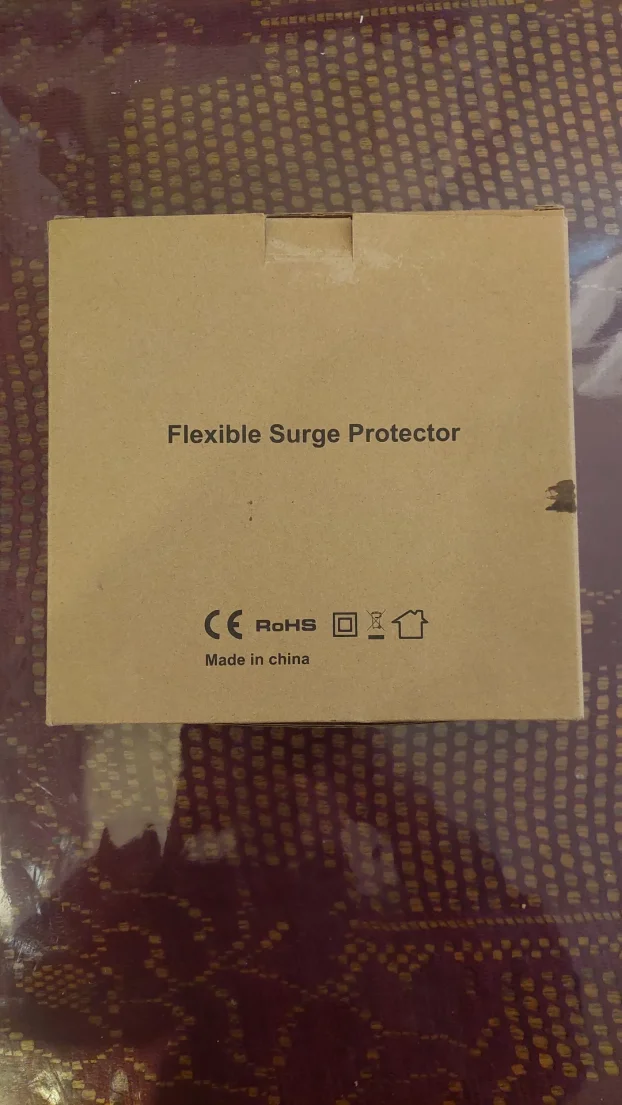 Flexible Surge Protector
CE RoHS
Made in china